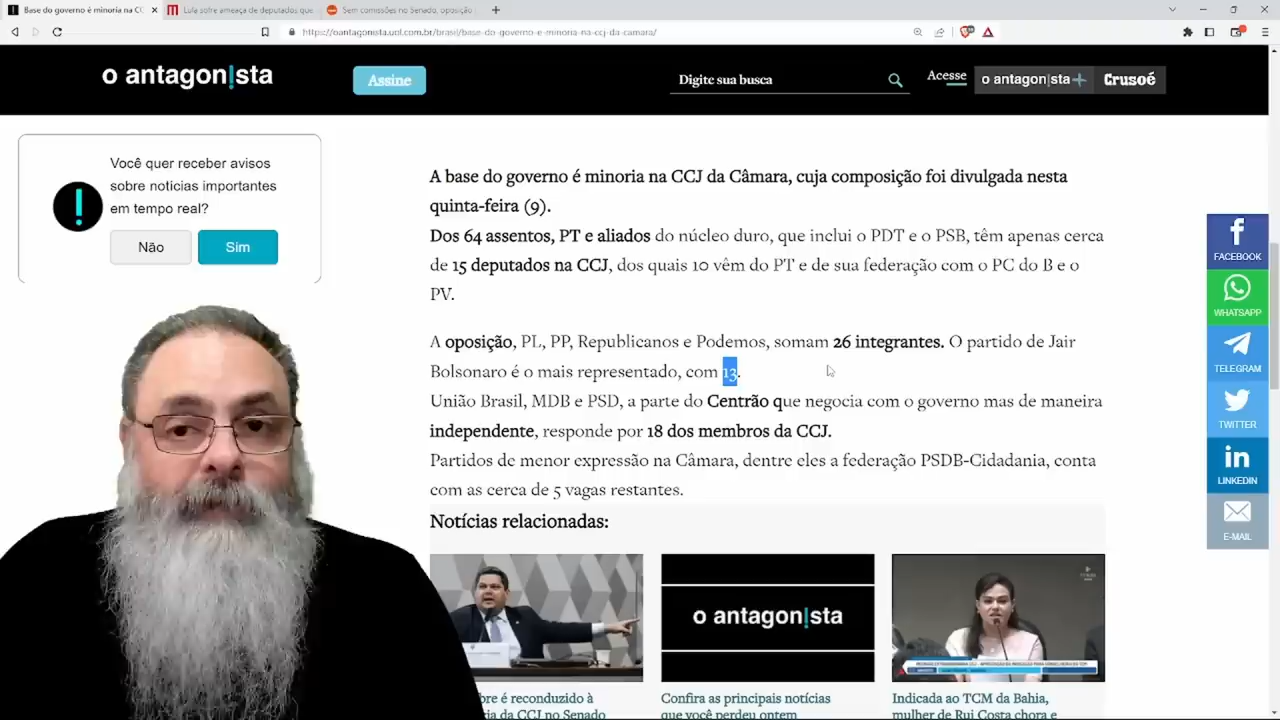 Base do governo é minoria na CC
Lula sofre ameaça de deputados que
Sem comissões no Senado, oposição
https://oantagonista.uol.com.br/brasil/base-do-governo-e-minoria-na-ccj-da-camara/
o antagon!sta
Assine
Digite sua busca
Acesse
o antagon|sta+
Crusoé
Você quer receber avisos
sobre notícias importantes
em tempo real?
Não
Sim
A base do governo é minoria na CCJ da Câmara, cuja composição foi divulgada nesta
quinta-feira (9).
Dos 64 assentos, PT e aliados do núcleo duro, que inclui o PDT e o PSB, têm apenas cerca
de 15 deputados na CCJ, dos quais 10 vêm do PT e de sua federação com o PC do B e o
PV.
A oposição, PL, PP, Republicanos e Podemos, somam 26 integrantes. O partido de Jair
Bolsonaro é o mais representado, com 13.
União Brasil, MDB e PSD, a parte do Centrão que negocia com o governo mas de maneira
independente, responde por 18 dos membros da CCJ.
Partidos de menor expressão na Câmara, dentre eles a federação PSDB-Cidadania, conta
com as cerca de 5 vagas restantes.
Notícias relacionadas:
o antagon!sta
bre é reconduzido à
ia da CCJ no Senado
Confira as principais notícias
que você perdeu ontem
Indicada ao TCM da Bahia,
mulher de Rui Costa chora e
FACEBOOK
WHATSAPP
TELEGRAM
TWITTER
LINKEDIN
E-MAIL